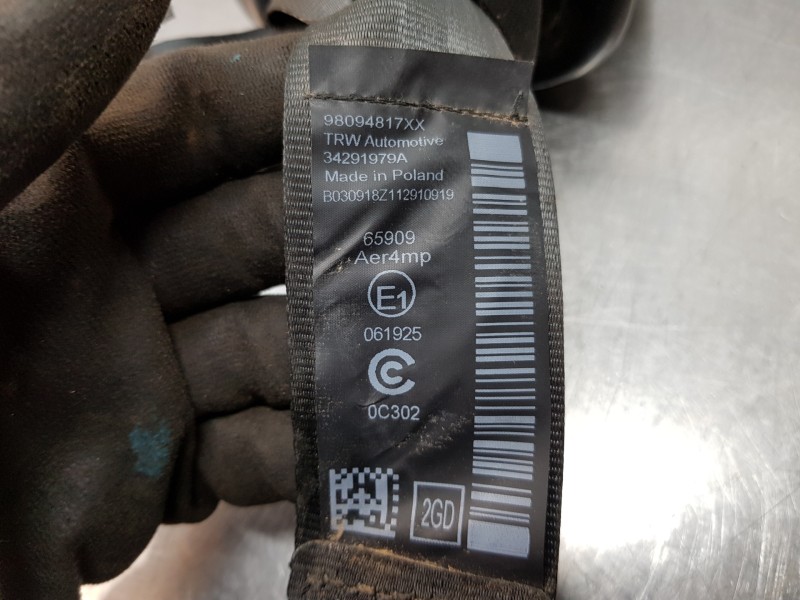 98094817XX
TRW Automotive
34291979A
Made in Poland
B030918Z112910919
65909
Aer4mp
E1
061925
0C302
2GD